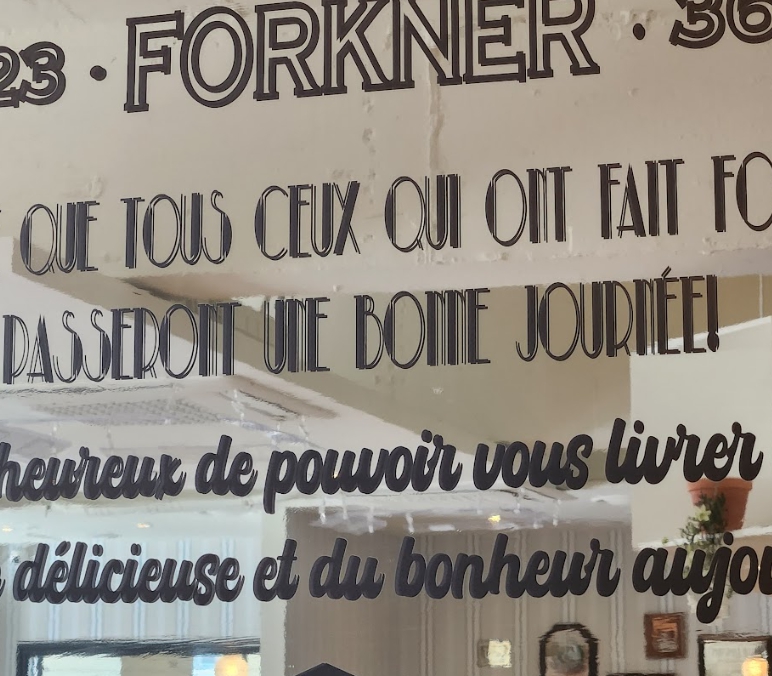 23 • FORKNER • 36
QUE TOUS CEUX QUI ONT FAIT FO
PASSERONT UNE BONNE JOURNÉE!
heureux de pouvoir vous livrer
délicieuse et du bonheur aujou